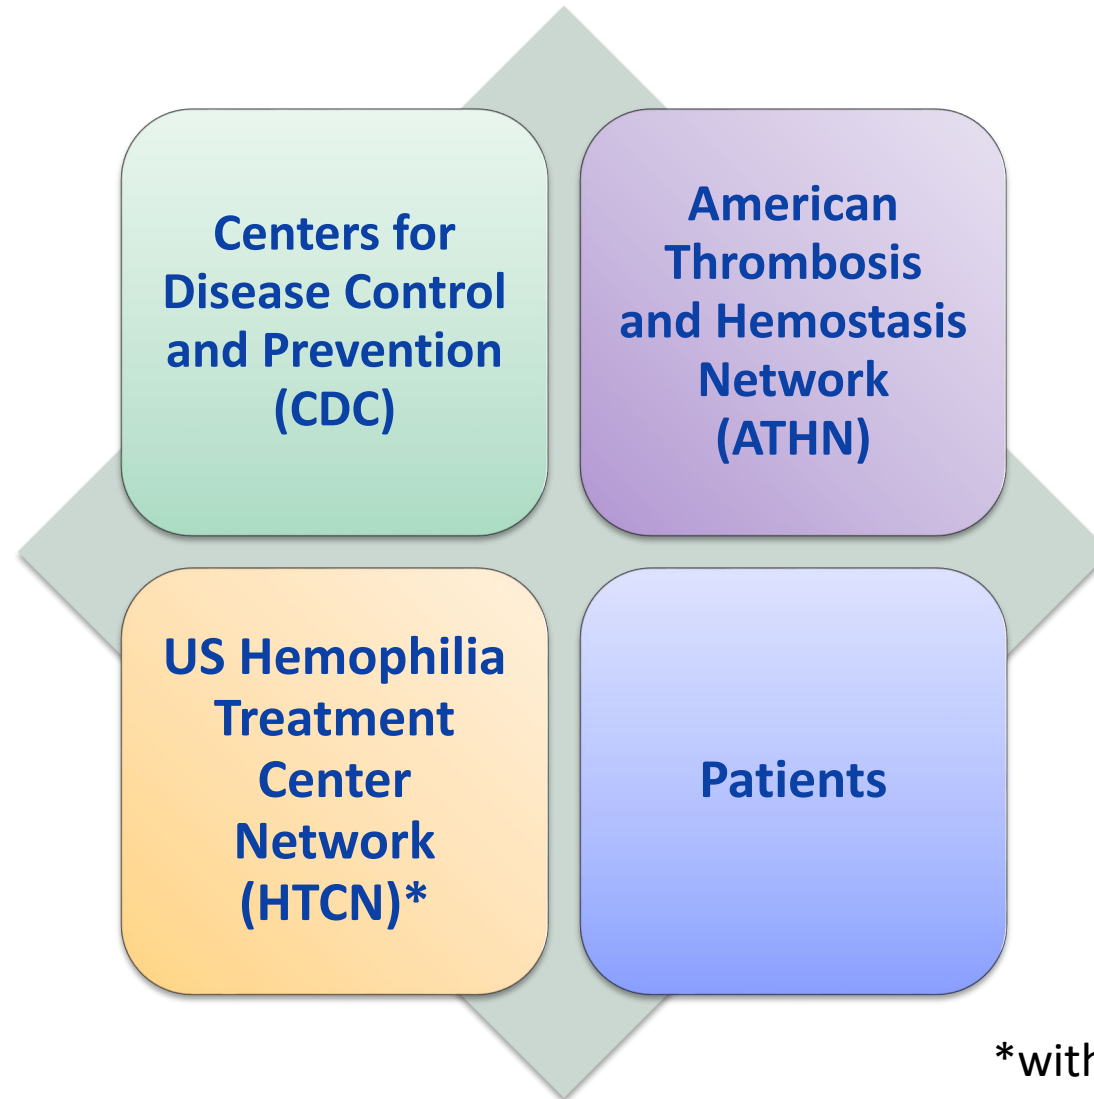 Centers for
Disease Control
and Prevention
(CDC)
American
Thrombosis
and Hemostasis
Network
(ATHN)
US Hemophilia
Treatment
Center
Network
(HTCN)*
Patients
*with